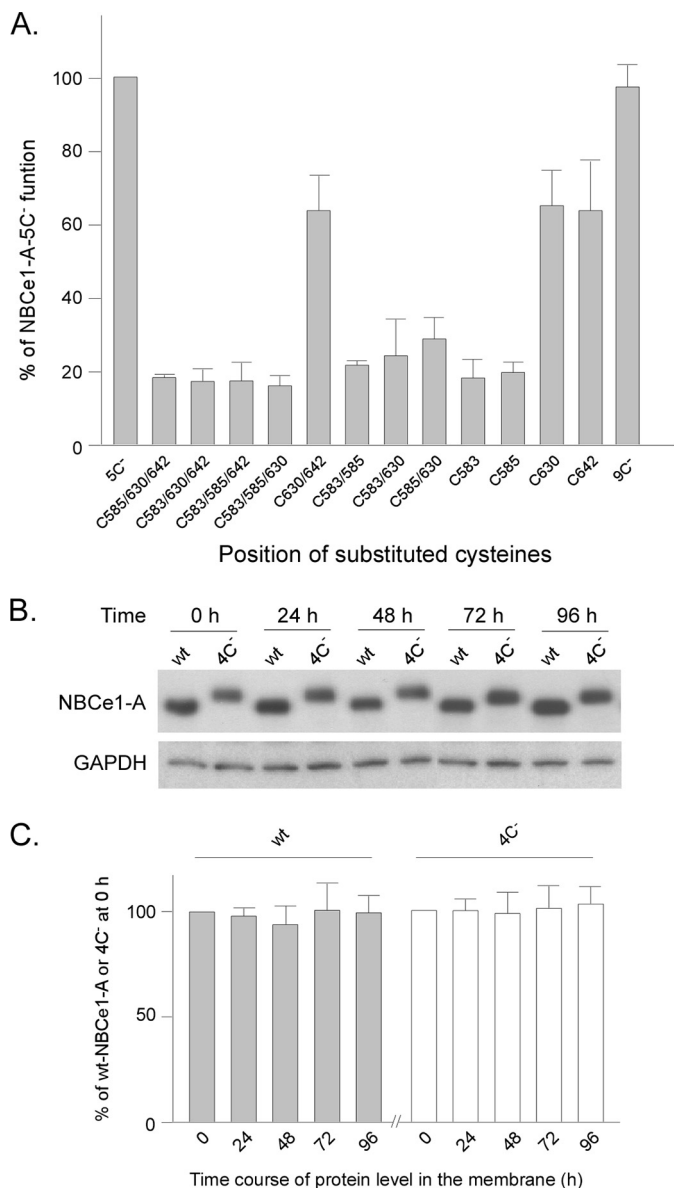 A.
% of NBCe1-A-5C⁻ funtion
100
80
60
40
20
0
5C⁻
C585/630/642
C583/630/642
C583/585/642
C583/585/630
C630/642
C583/585
C583/630
C585/630
C583
C585
C630
C642
9C⁻
Position of substituted cysteines
B.
Time 0 h 24 h 48 h 72 h 96 h
wt 4C⁻ wt 4C⁻ wt 4C⁻ wt 4C⁻ wt 4C⁻
NBCe1-A
GAPDH
C.
wt 4C⁻
% of wt-NBCe1-A or 4C⁻ at 0 h
100
50
0
0 24 48 72 96 // 0 24 48 72 96
Time course of protein level in the membrane (h)